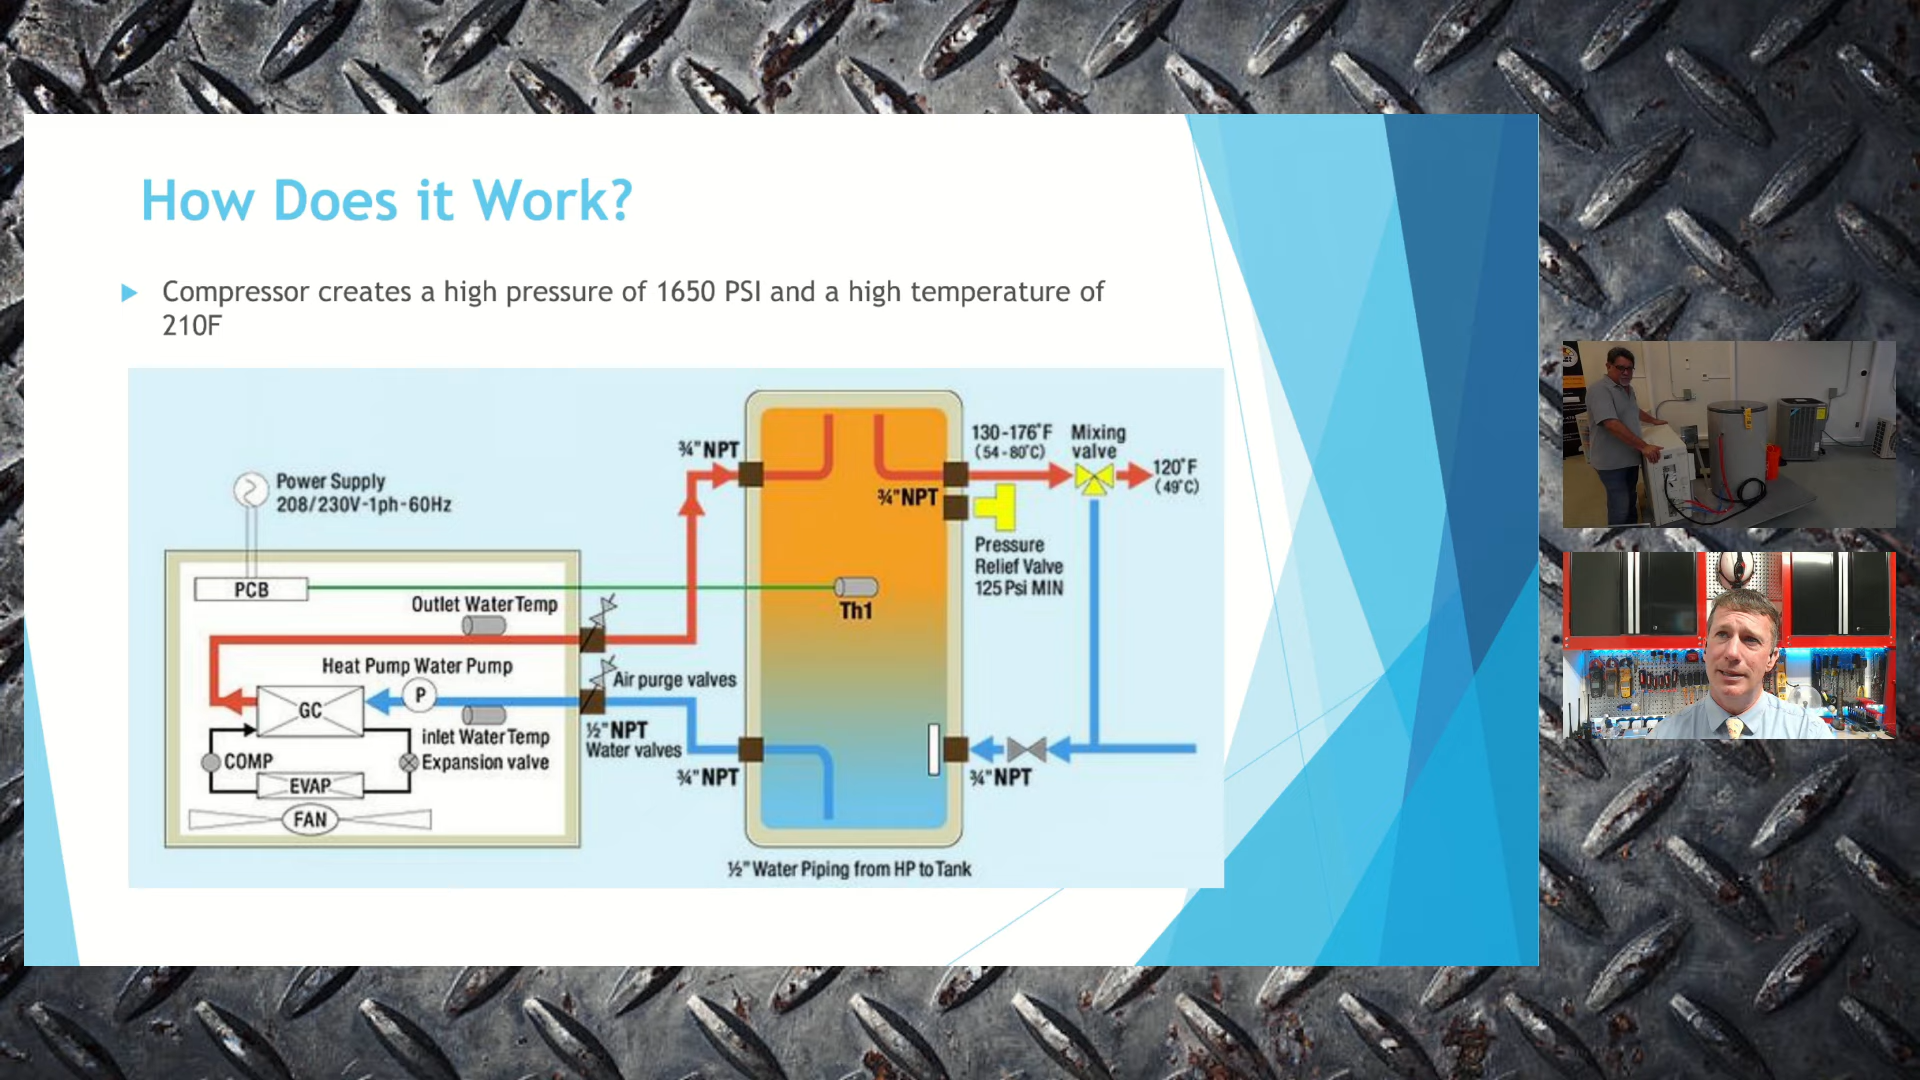 How Does it Work?
Compressor creates a high pressure of 1650 PSI and a high temperature of
210F
Power Supply
208/230V-1ph-60Hz
PCB
Outlet Water Temp
Heat Pump Water Pump
P
GC
inlet Water Temp
COMP
Expansion valve
EVAP
FAN
Air purge valves
½" NPT
Water valves
¾" NPT
¾" NPT
Th1
¾" NPT
130-176°F
(54-80°C)
Mixing
valve
120°F
(49°C)
Pressure
Relief Valve
125 Psi MIN
¾" NPT
½" Water Piping from HP to Tank